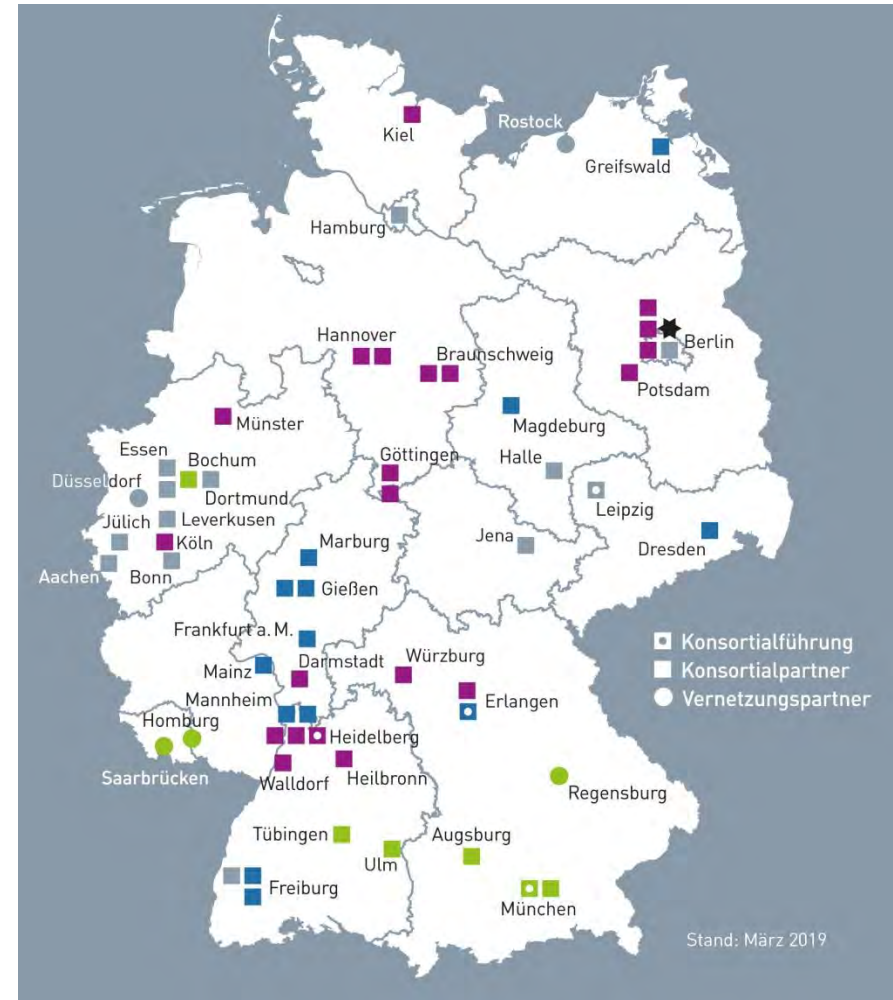 Kiel
Rostock
Greifswald
Hamburg
Hannover
Braunschweig
Berlin
Potsdam
Münster
Magdeburg
Göttingen
Essen
Bochum
Halle
Düsseldorf
Dortmund
Leipzig
Jülich
Leverkusen
Köln
Marburg
Jena
Dresden
Aachen
Bonn
Gießen
Frankfurt a. M.
Konsortialführung
Mainz
Darmstadt
Würzburg
Konsortialpartner
Mannheim
Erlangen
Vernetzungspartner
Homburg
Heidelberg
Saarbrücken
Walldorf
Heilbronn
Regensburg
Tübingen
Augsburg
Ulm
Freiburg
München
Stand: März 2019